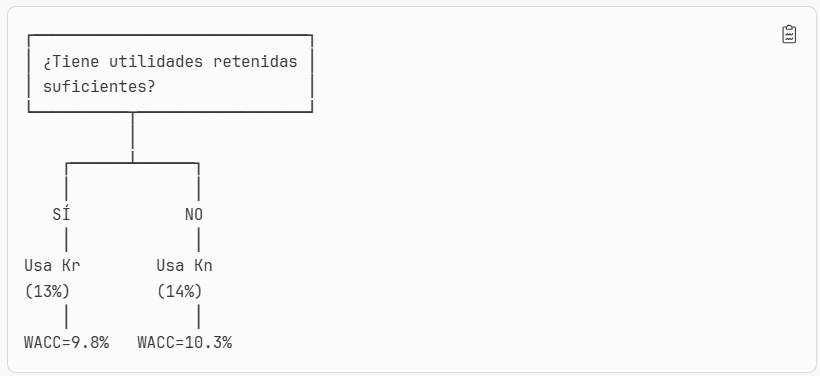 ¿Tiene utilidades retenidas
suficientes?
SÍ NO
Usa Kr Usa Kn
(13%) (14%)
WACC=9.8% WACC=10.3%